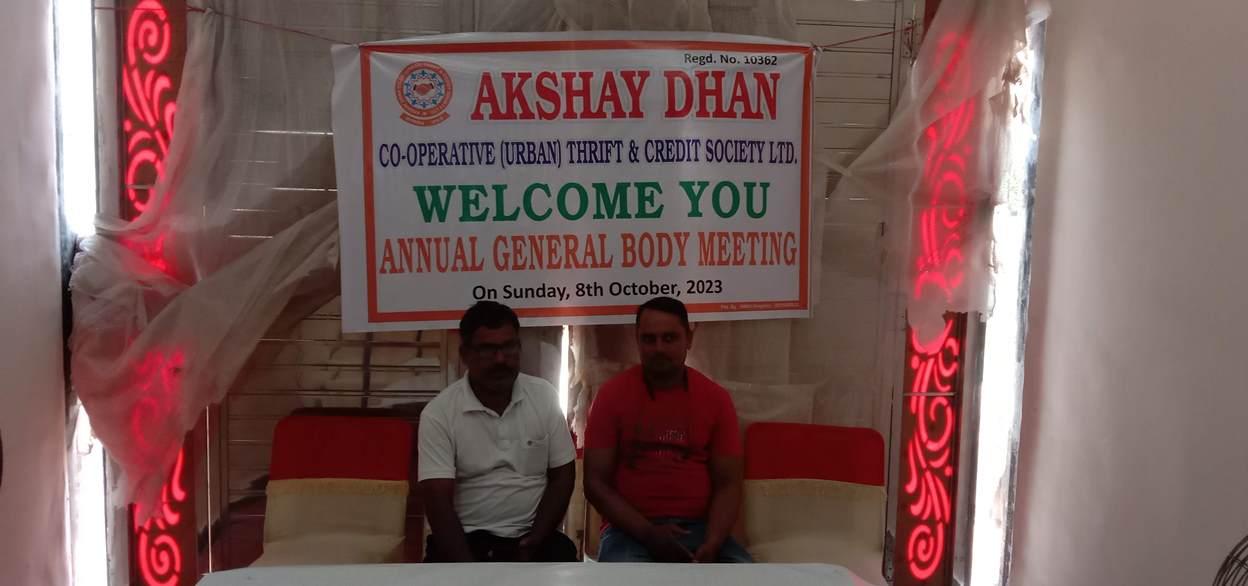 Regd. No. 10362
AKSHAY DHAN
CO-OPERATIVE (URBAN) THRIFT & CREDIT SOCIETY LTD.
WELCOME YOU
ANNUAL GENERAL BODY MEETING
On Sunday, 8th October, 2023